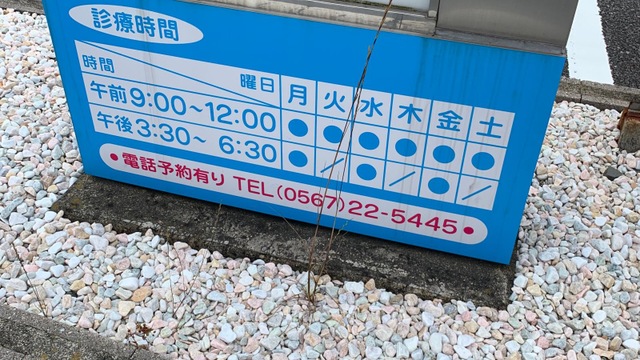 診療時間
時間 曜日 月 火 水 木 金 土
午前9:00～12:00 ● ● ● ● ● ●
午後3:30～ 6:30 ● ／ ● ／ ● ／
●電話予約有り TEL(0567)22-5445●